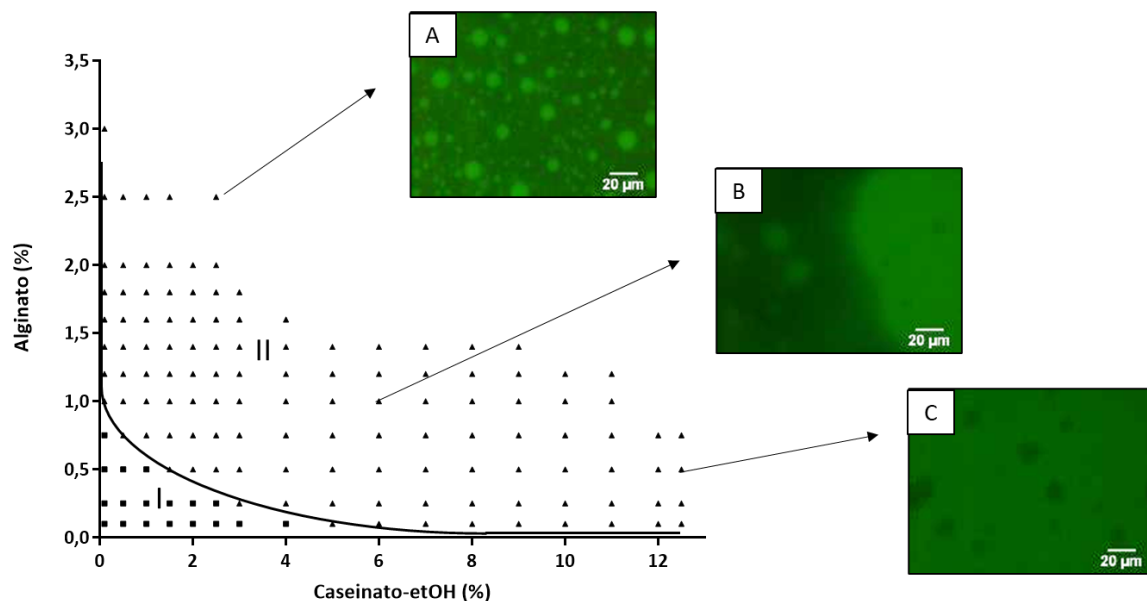 A
20 µm
B
20 µm
C
20 µm
3,5
3,0
2,5
2,0
1,5
1,0
0,5
0,0
Alginato (%)
II
I
0 2 4 6 8 10 12
Caseinato-etOH (%)